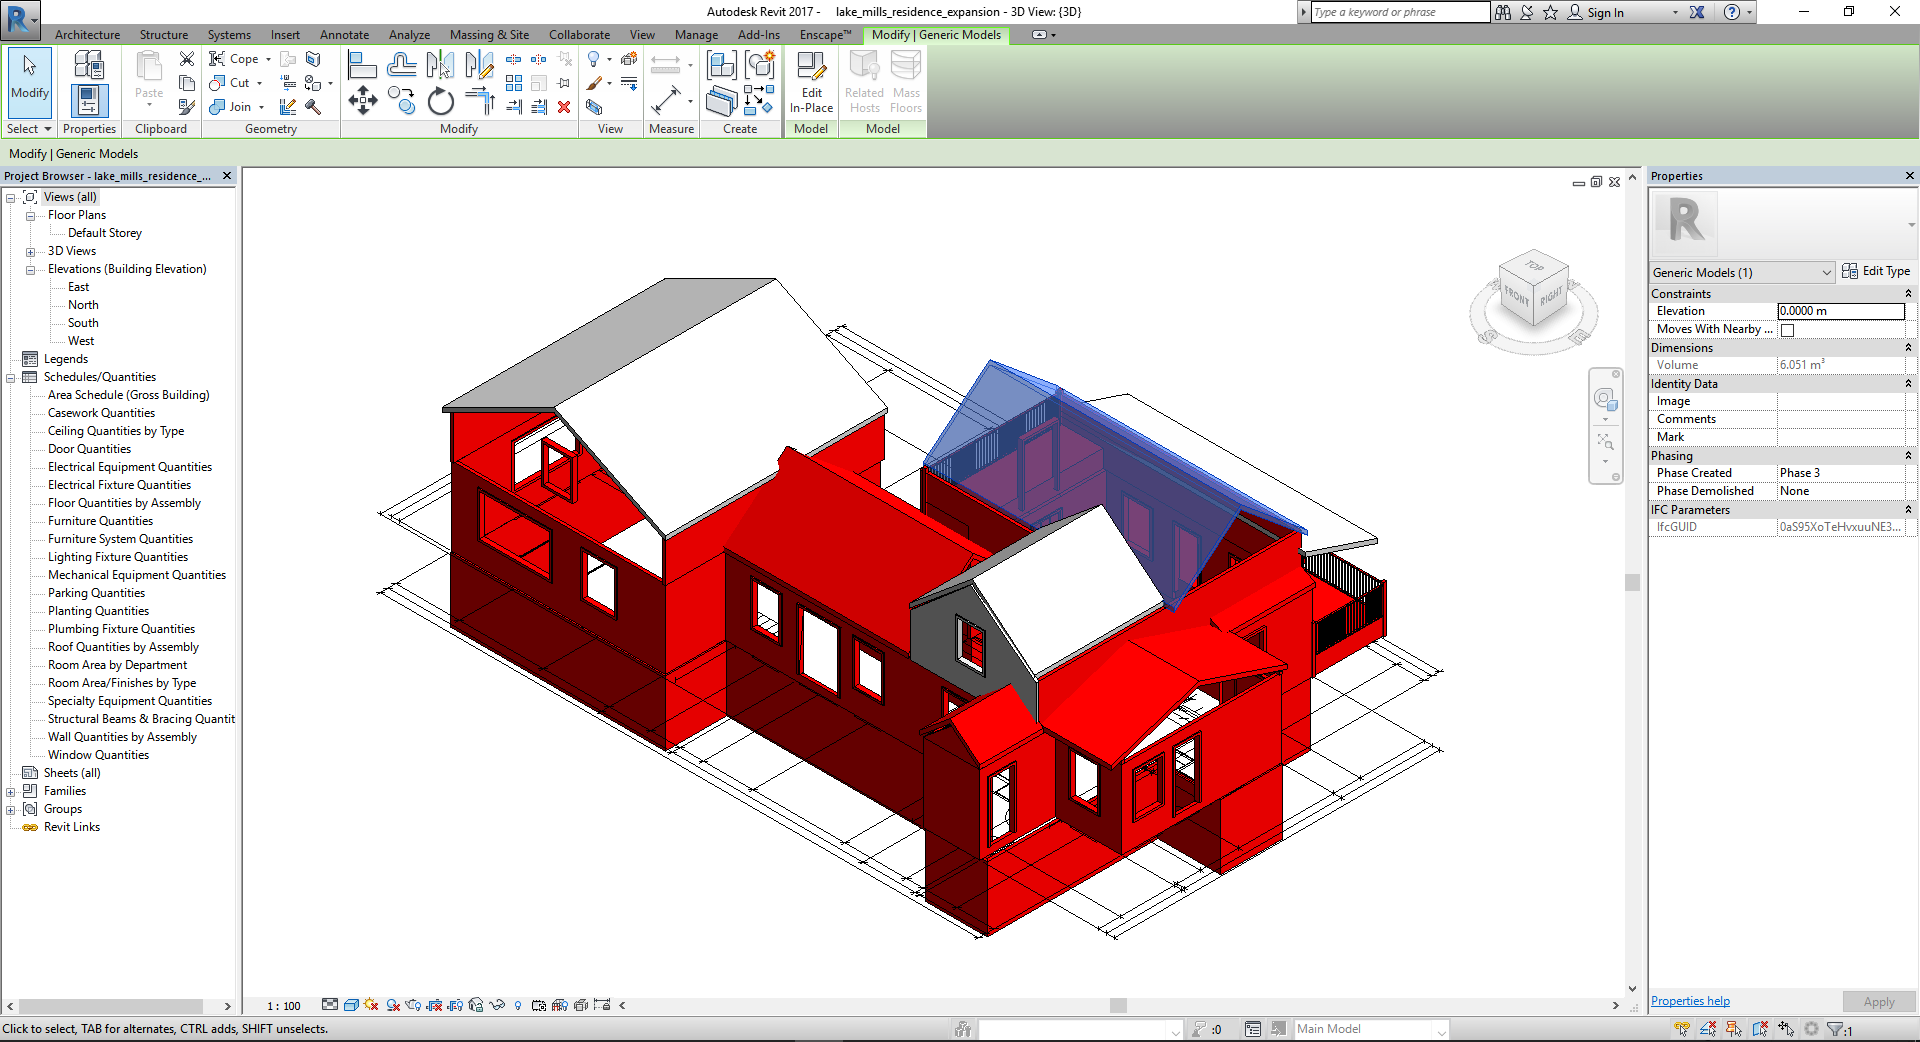 Autodesk Revit 2017 -     lake_mills_residence_expansion - 3D View: {3D}
Type a keyword or phrase
Sign In
Architecture
Structure
Systems
Insert
Annotate
Analyze
Massing & Site
Collaborate
View
Manage
Add-Ins
Enscape™
Modify | Generic Models
Modify
Paste
Cope
Cut
Join
Edit
In-Place
Related
Hosts
Mass
Floors
Select
Properties
Clipboard
Geometry
Modify
View
Measure
Create
Model
Model
Modify | Generic Models
Project Browser - lake_mills_residence_...
Views (all)
Floor Plans
Default Storey
3D Views
Elevations (Building Elevation)
East
North
South
West
Legends
Schedules/Quantities
Area Schedule (Gross Building)
Casework Quantities
Ceiling Quantities by Type
Door Quantities
Electrical Equipment Quantities
Electrical Fixture Quantities
Floor Quantities by Assembly
Furniture Quantities
Furniture System Quantities
Lighting Fixture Quantities
Mechanical Equipment Quantities
Parking Quantities
Planting Quantities
Plumbing Fixture Quantities
Roof Quantities by Assembly
Room Area by Department
Room Area/Finishes by Type
Specialty Equipment Quantities
Structural Beams & Bracing Quantit
Wall Quantities by Assembly
Window Quantities
Sheets (all)
Families
Groups
Revit Links
TOP
FRONT
RIGHT
Properties
Generic Models (1)
Edit Type
Constraints
Elevation
0.0000 m
Moves With Nearby ...
Dimensions
Volume
6.051 m³
Identity Data
Image
Comments
Mark
Phasing
Phase Created
Phase 3
Phase Demolished
None
IFC Parameters
IfcGUID
0aS95XoTeHvxuuNE3...
Properties help
Apply
1 : 100
Click to select, TAB for alternates, CTRL adds, SHIFT unselects.
:0
Main Model
:1